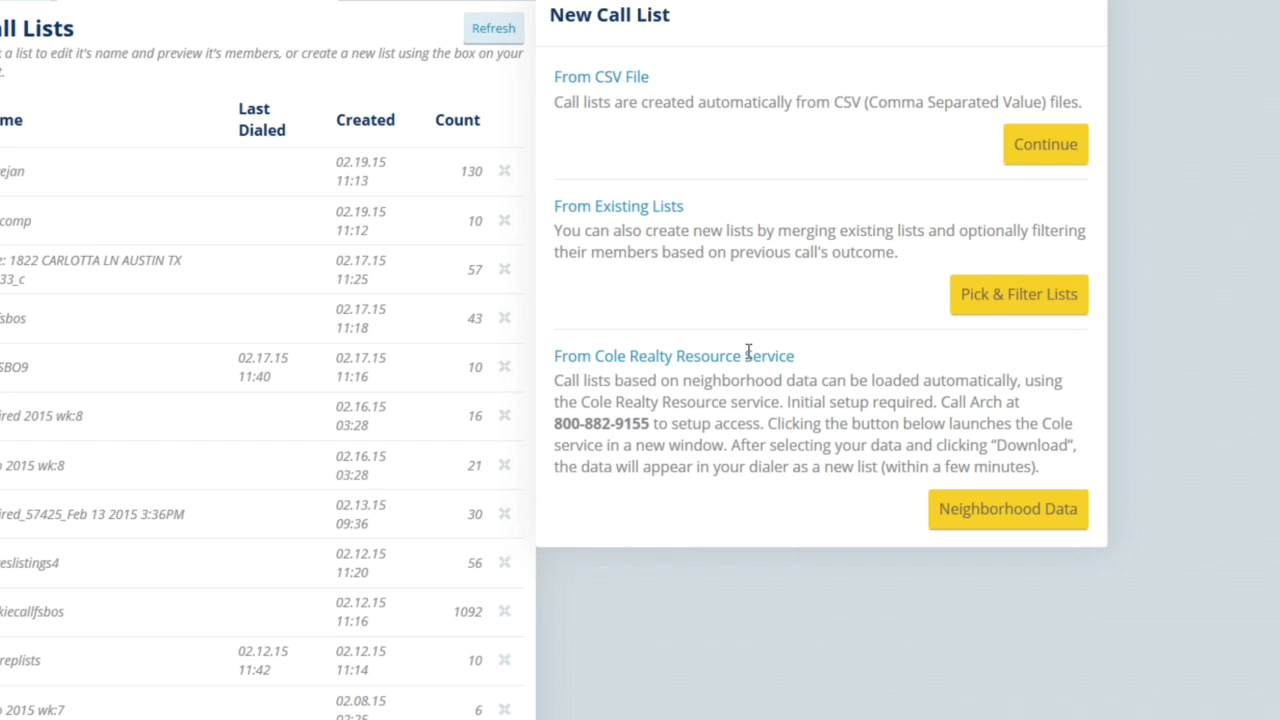 ll Lists
Refresh
a list to edit it's name and preview it's members, or create a new list using the box on your
t.
me
Last
Dialed
Created
Count
ejan
02.19.15
11:13
130
comp
02.19.15
11:12
10
e: 1822 CARLOTTA LN AUSTIN TX
33_c
02.17.15
11:25
57
sbos
02.17.15
11:18
43
SBO9
02.17.15
11:40
02.17.15
11:16
10
ired 2015 wk:8
02.16.15
03:28
16
o 2015 wk:8
02.16.15
03:28
21
ired_57425_Feb 13 2015 3:36PM
02.13.15
09:36
30
eslistings4
02.12.15
11:20
56
kiecallfsbos
02.12.15
11:16
1092
replists
02.12.15
11:42
02.12.15
11:14
10
o 2015 wk:7
02.08.15
6
New Call List
From CSV File
Call lists are created automatically from CSV (Comma Separated Value) files.
Continue
From Existing Lists
You can also create new lists by merging existing lists and optionally filtering
their members based on previous call's outcome.
Pick & Filter Lists
From Cole Realty Resource Service
Call lists based on neighborhood data can be loaded automatically, using
the Cole Realty Resource service. Initial setup required. Call Arch at
800-882-9155 to setup access. Clicking the button below launches the Cole
service in a new window. After selecting your data and clicking “Download”,
the data will appear in your dialer as a new list (within a few minutes).
Neighborhood Data